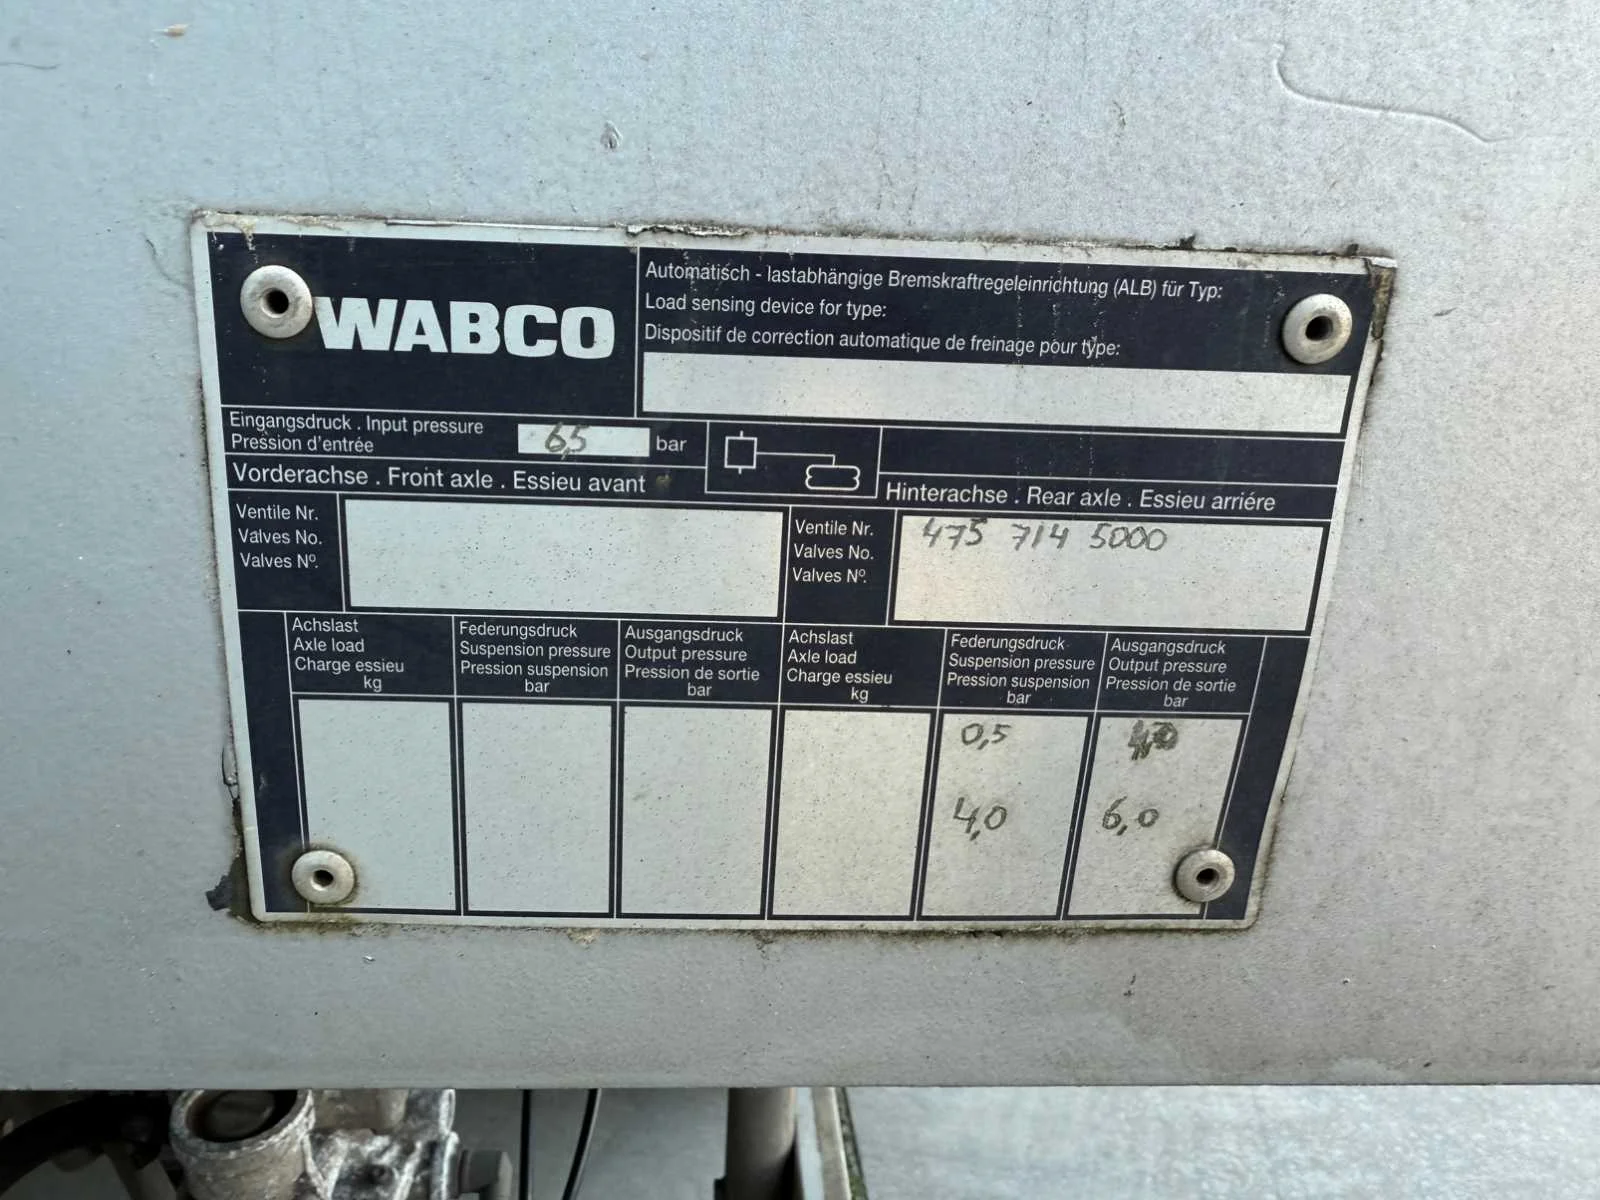 WABCO
Automatisch - lastabhängige Bremskraftregeleinrichtung (ALB) für Typ:
Load sensing device for type:
Dispositif de correction automatique de freinage pour type:
Eingangsdruck . Input pressure
Pression d'entrée
6,5 bar
Vorderachse . Front axle . Essieu avant
Hinterachse . Rear axle . Essieu arriére
Ventile Nr.
Valves No.
Valves Nº.
Ventile Nr.
Valves No.
Valves Nº.
475 714 5000
Achslast
Axle load
Charge essieu
kg
Federungsdruck
Suspension pressure
Pression suspension
bar
Ausgangsdruck
Output pressure
Pression de sortie
bar
Achslast
Axle load
Charge essieu
kg
Federungsdruck
Suspension pressure
Pression suspension
bar
Ausgangsdruck
Output pressure
Pression de sortie
bar
0,5
4,0 6,0